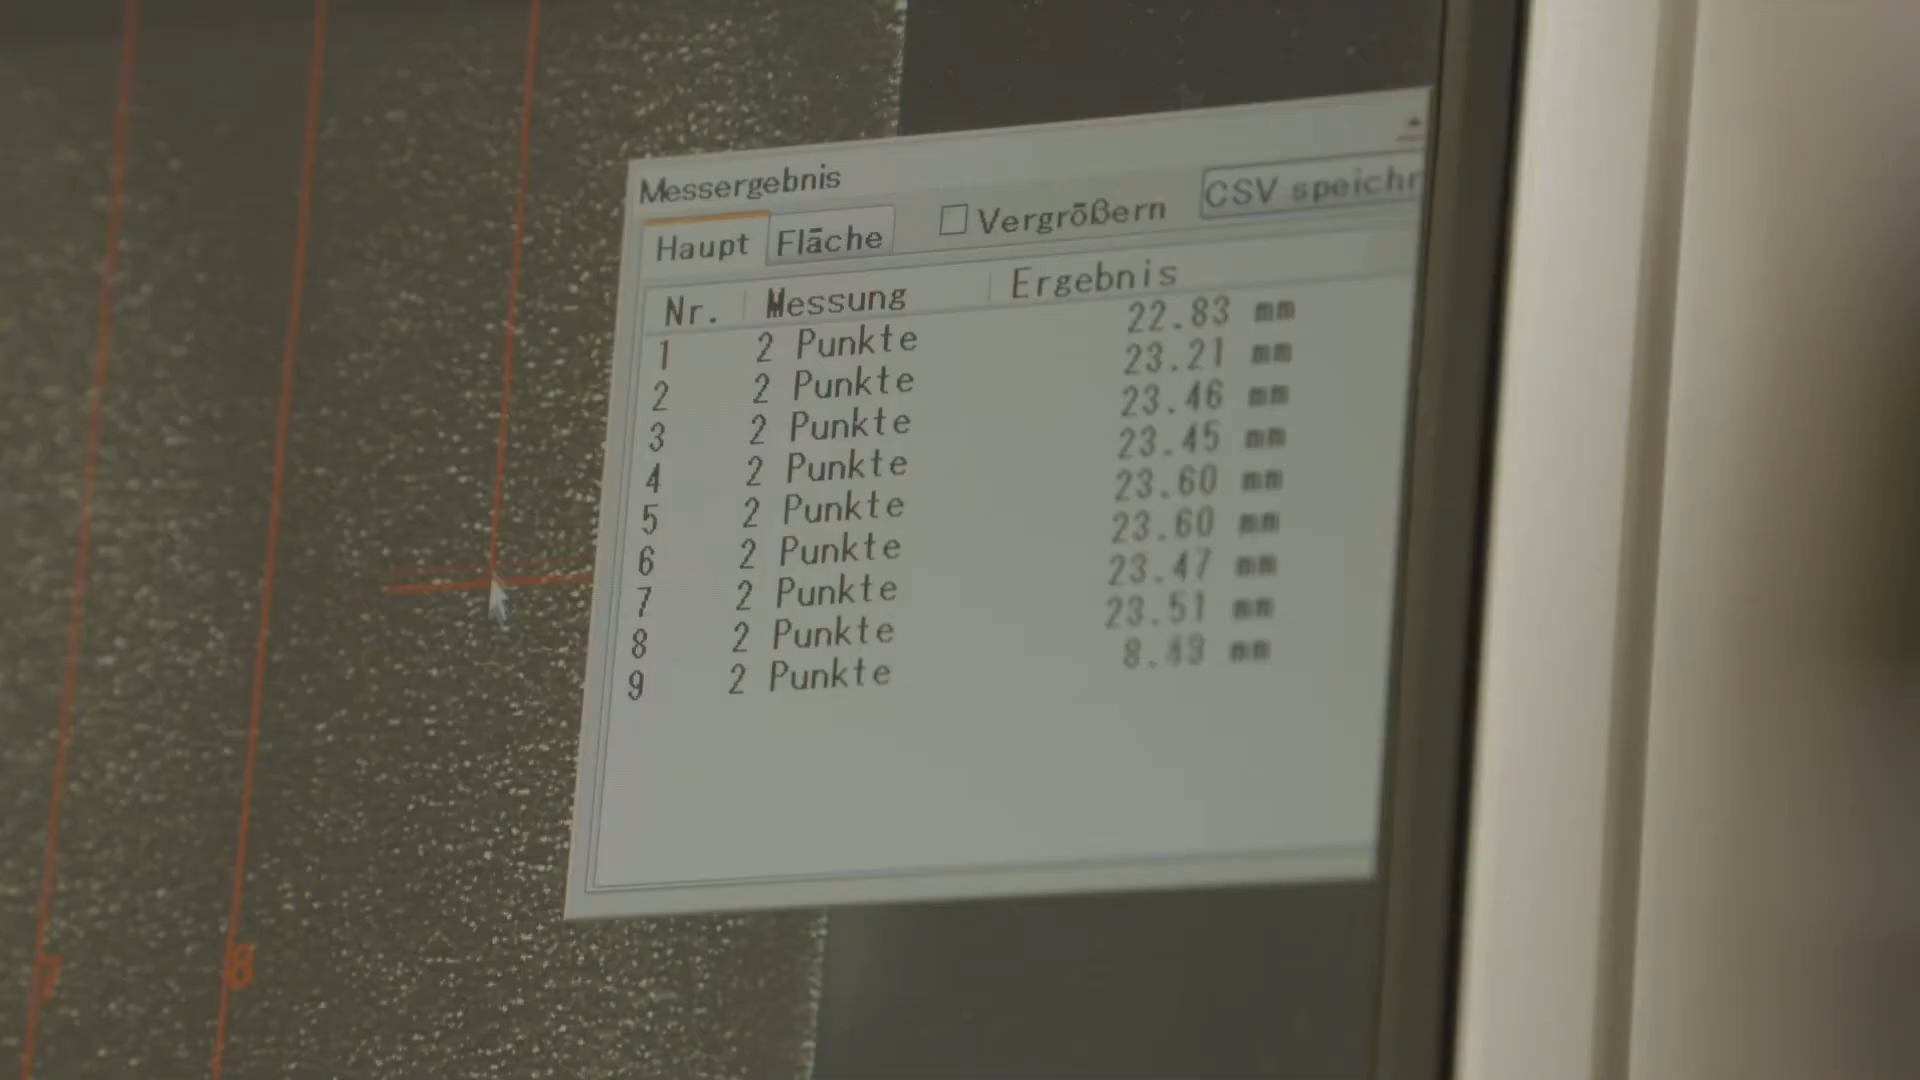 Messergebnis
Haupt Fläche Vergrößern CSV speichr
Nr. Messung Ergebnis
1 2 Punkte 22.83 mm
2 2 Punkte 23.21 mm
3 2 Punkte 23.46 mm
4 2 Punkte 23.45 mm
5 2 Punkte 23.60 mm
6 2 Punkte 23.60 mm
7 2 Punkte 23.47 mm
8 2 Punkte 23.51 mm
9 2 Punkte 8.43 mm
7 8